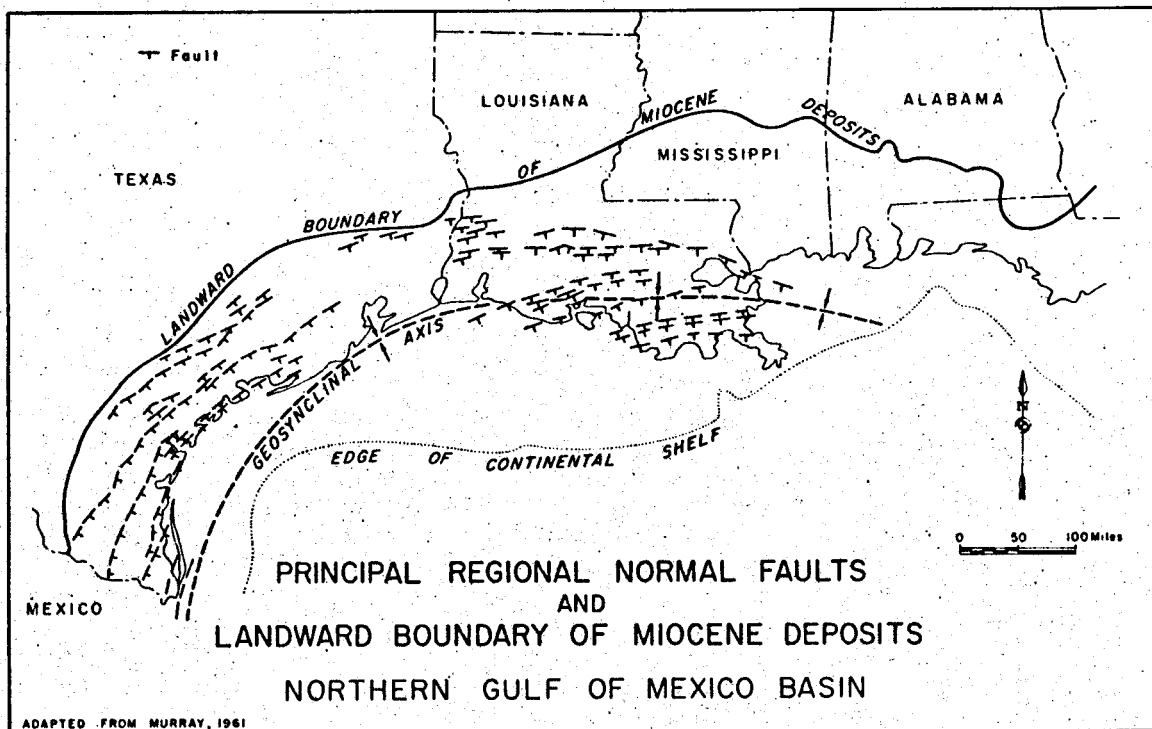 Fault
LOUISIANA
ALABAMA
MISSISSIPPI
TEXAS
LANDWARD BOUNDARY OF MIOCENE DEPOSITS
GEOSYNCLINAL AXIS
EDGE OF CONTINENTAL SHELF
N
0 50 100 Miles
MEXICO
PRINCIPAL REGIONAL NORMAL FAULTS
AND
LANDWARD BOUNDARY OF MIOCENE DEPOSITS
NORTHERN GULF OF MEXICO BASIN
ADAPTED FROM MURRAY, 1961